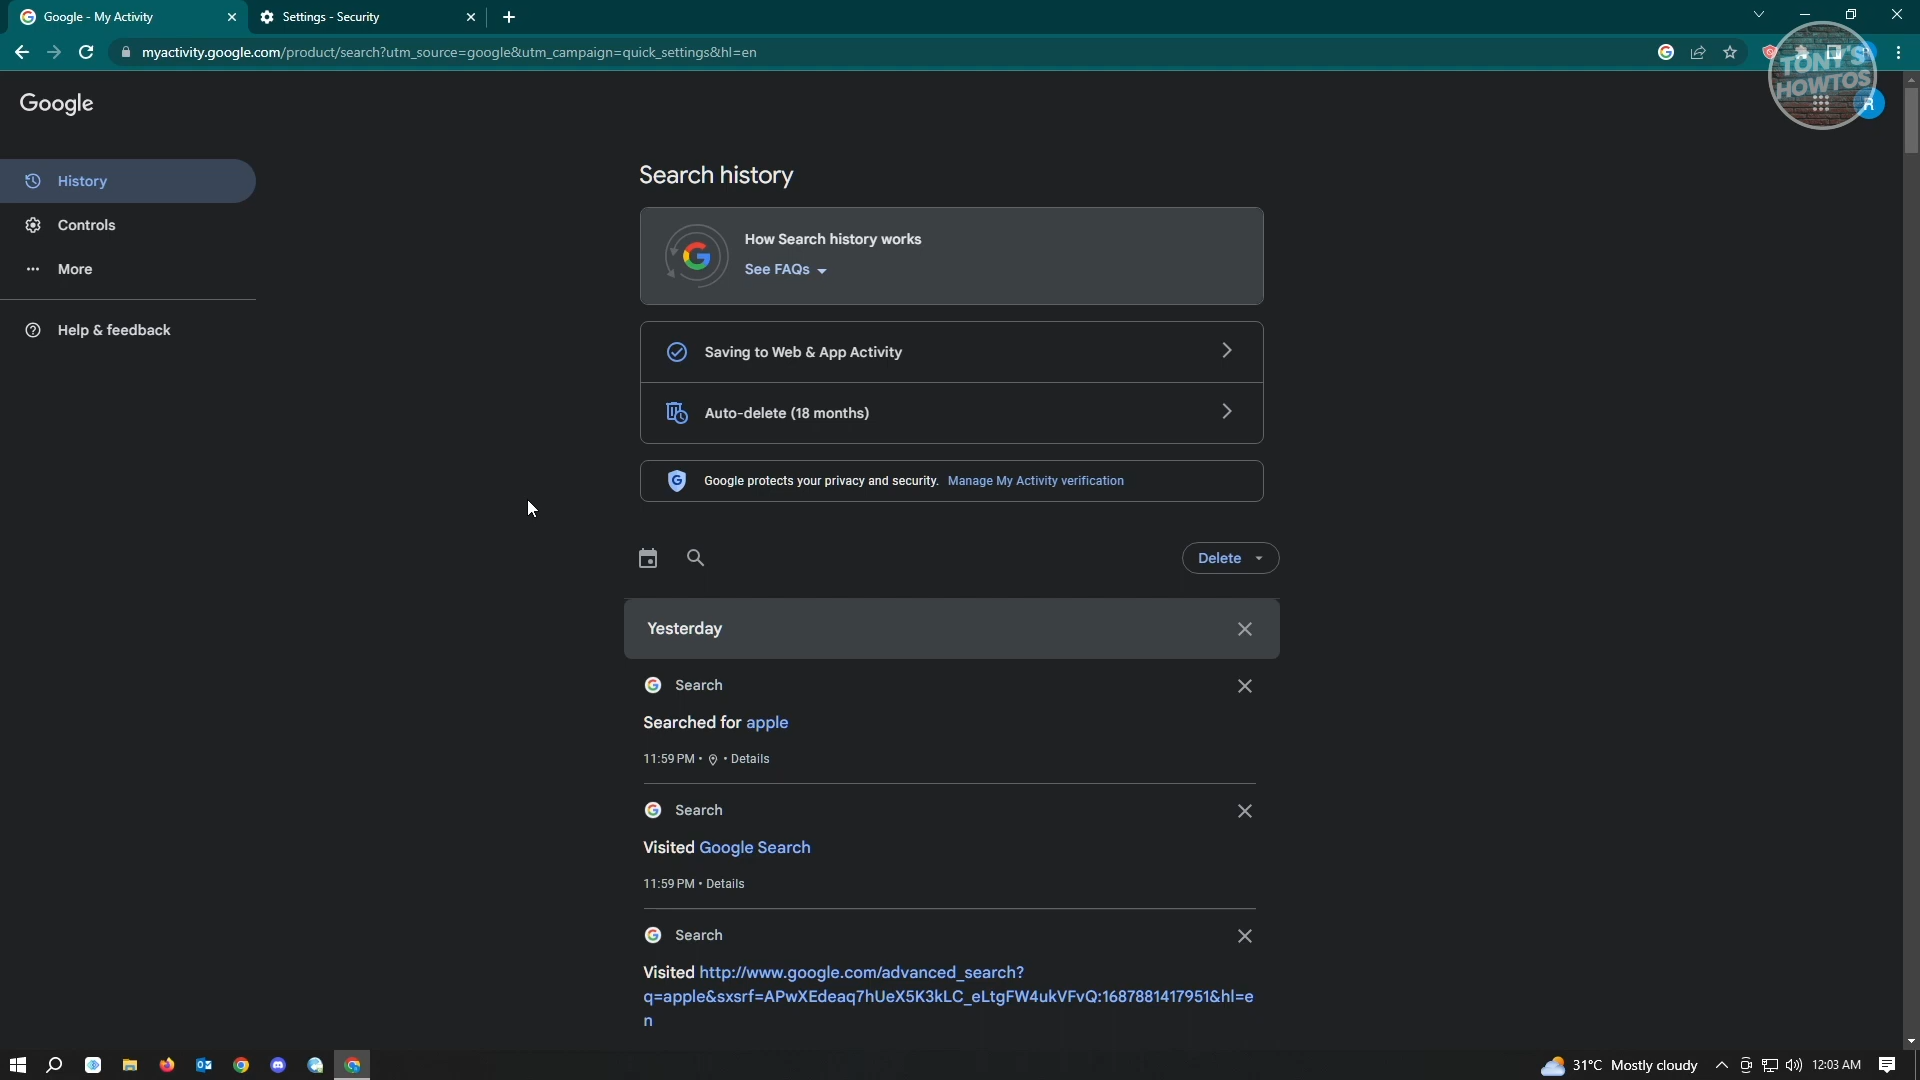 Google - My Activity
Settings - Security
myactivity.google.com/product/search?utm_source=google&utm_campaign=quick_settings&hl=en
TONY'S
HOWTOS
Google
R
History
Controls
More
Help & feedback
Search history
How Search history works
See FAQs
Saving to Web & App Activity
Auto-delete (18 months)
Google protects your privacy and security. Manage My Activity verification
Delete
Yesterday
Search
Searched for apple
11:59 PM • • Details
Search
Visited Google Search
11:59 PM • Details
Search
Visited http://www.google.com/advanced_search?
q=apple&sxsrf=APwXEdeaq7hUeX5K3kLC_eLtgFW4ukVFvQ:1687881417951&hl=e
n
31°C Mostly cloudy
12:03 AM